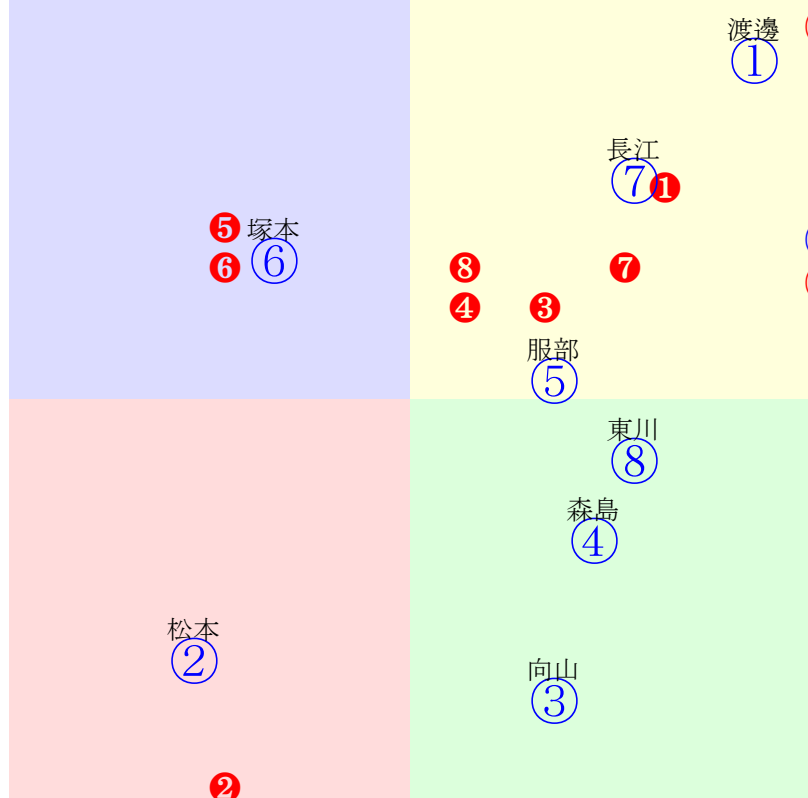 渡邊
①
長江
⑦ ❶
❺ 塚本
❻ ⑥
❽ ❼
❹ ❸
服部
⑤
東川
⑧
森島
④
松本
②
向山
③
❷